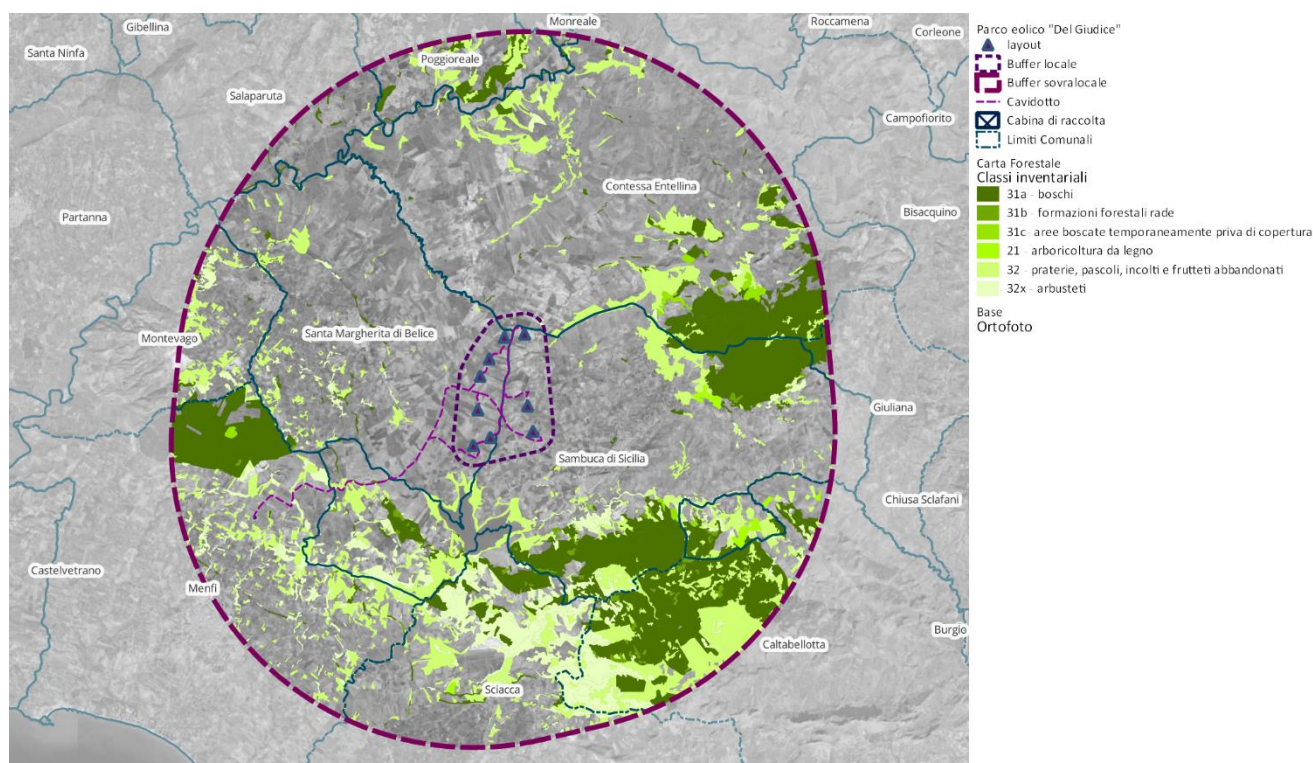 Gibellina
Monreale
Roccamena
Corleone
Santa Ninfa
Poggioreale
Salaparuta
Campofiorito
Contessa Entellina
Partanna
Bisacquino
Santa Margherita di Belice
Montevago
Giuliana
Sambuca di Sicilia
Chiusa Sclafani
Castelvetrano
Menfi
Burgio
Caltabellotta
Sciacca
Parco eolico "Del Giudice"
layout
Buffer locale
Buffer sovralocale
Cavidotto
Cabina di raccolta
Limiti Comunali
Carta Forestale
Classi inventariali
31a - boschi
31b - formazioni forestali rade
31c - aree boscate temporaneamente priva di copertura
21 - arboricoltura da legno
32 - praterie, pascoli, incolti e frutteti abbandonati
32x - arbusteti
Base
Ortofoto